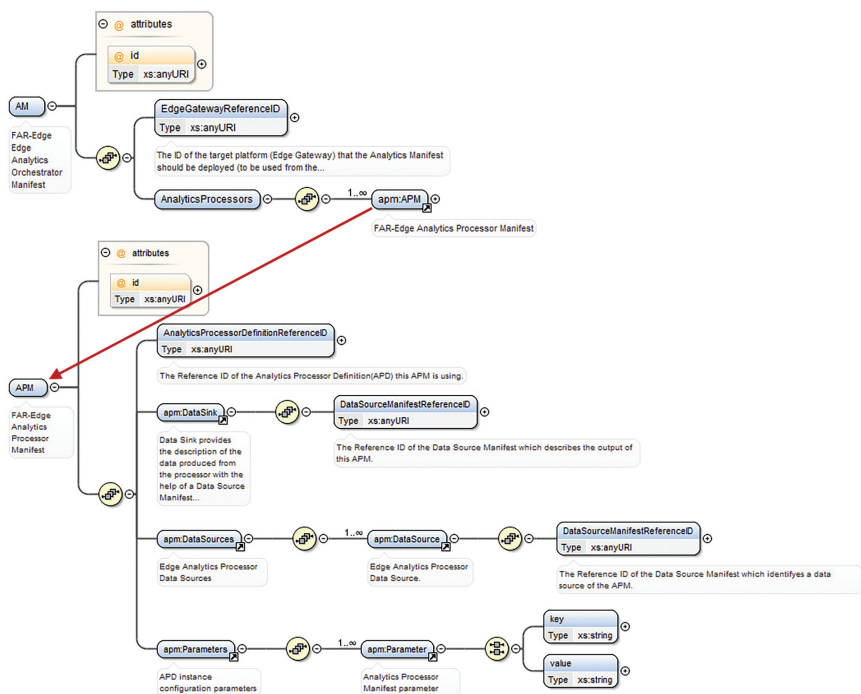 @ attributes
@ id
Type xs:anyURI
AM
FAR-Edge
Edge
Analytics
Orchestrator
Manifest
EdgeGatewayReferenceID
Type xs:anyURI
The ID of the target platform (Edge Gateway) that the Analytics Manifest
should be deployed (to be used from the...
AnalyticsProcessors
1..∞
apm:APM
FAR-Edge Analytics Processor Manifest
@ attributes
@ id
Type xs:anyURI
APM
FAR-Edge
Analytics
Processor
Manifest
AnalyticsProcessorDefinitionReferenceID
Type xs:anyURI
The Reference ID of the Analytics Processor Definition(APD) this APM is using.
apm:DataSink
Data Sink provides
the description of the
data produced from
the processor with the
help of a Data Source
Manifest...
DataSourceManifestReferenceID
Type xs:anyURI
The Reference ID of the Data Source Manifest which describes the output of
this APM.
apm:DataSources
Edge Analytics Processor
Data Sources
1..∞
apm:DataSource
Edge Analytics Processor
Data Source.
DataSourceManifestReferenceID
Type xs:anyURI
The Reference ID of the Data Source Manifest which identifyes a data
source of the APM.
apm:Parameters
APD instance
configuration parameters
1..∞
apm:Parameter
Analytics Processor
Manifest parameter
key
Type xs:string
value
Type xs:string